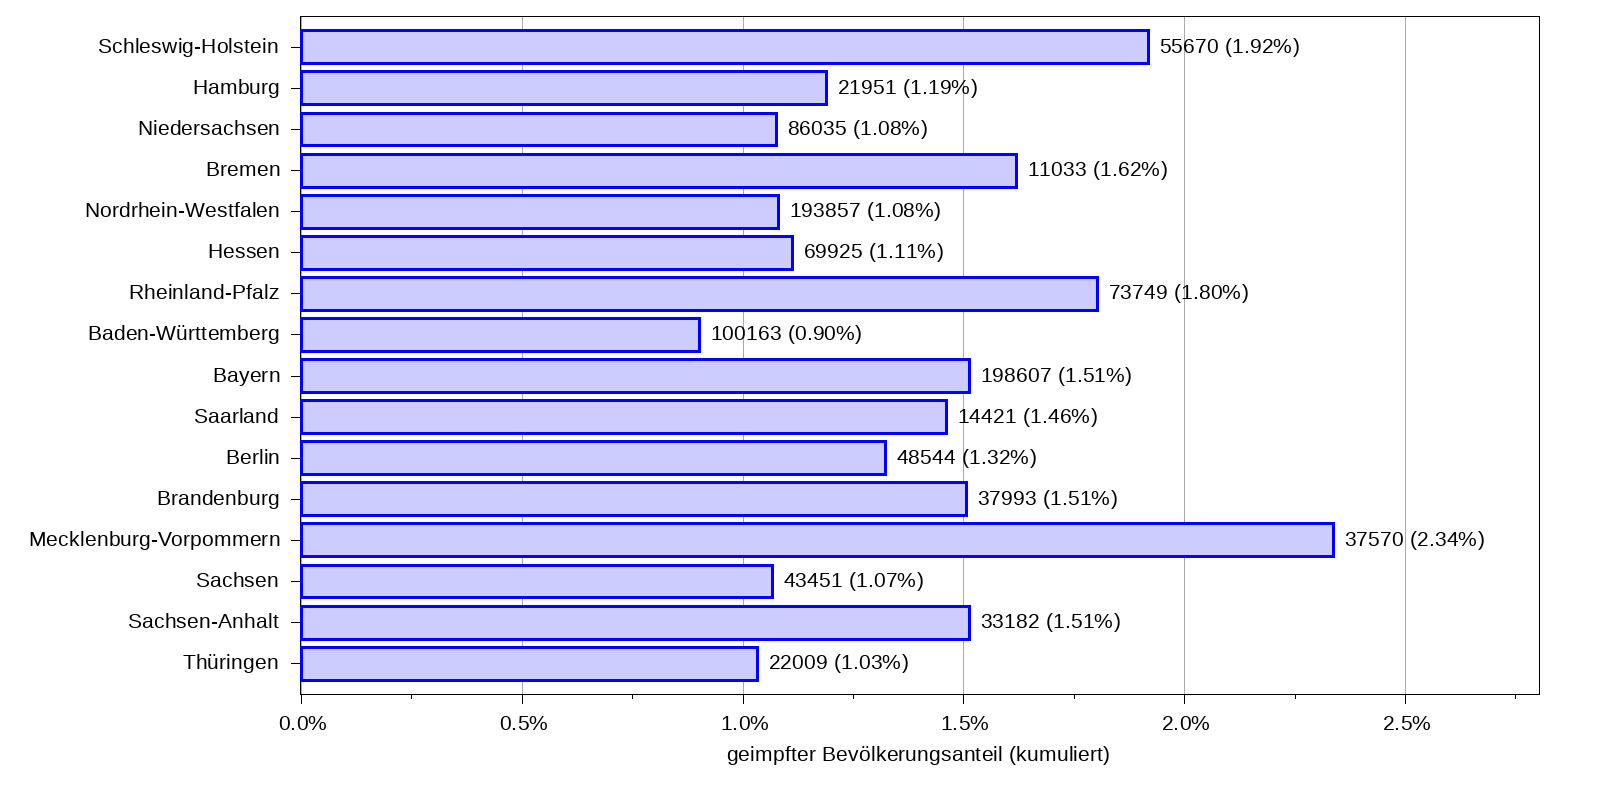 Schleswig-Holstein 55670 (1.92%)
Hamburg 21951 (1.19%)
Niedersachsen 86035 (1.08%)
Bremen 11033 (1.62%)
Nordrhein-Westfalen 193857 (1.08%)
Hessen 69925 (1.11%)
Rheinland-Pfalz 73749 (1.80%)
Baden-Württemberg 100163 (0.90%)
Bayern 198607 (1.51%)
Saarland 14421 (1.46%)
Berlin 48544 (1.32%)
Brandenburg 37993 (1.51%)
Mecklenburg-Vorpommern 37570 (2.34%)
Sachsen 43451 (1.07%)
Sachsen-Anhalt 33182 (1.51%)
Thüringen 22009 (1.03%)
0.0% 0.5% 1.0% 1.5% 2.0% 2.5%
geimpfter Bevölkerungsanteil (kumuliert)